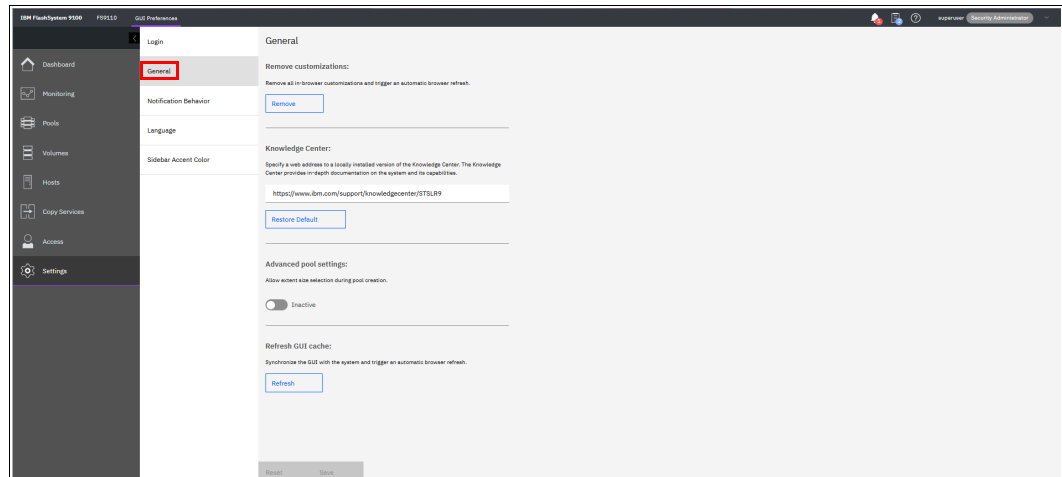 IBM FlashSystem 9100 FS9110 GUI Preferences
superuser Security Administrator
Dashboard
Monitoring
Pools
Volumes
Hosts
Copy Services
Access
Settings
Login
General
Notification Behavior
Language
Sidebar Accent Color
General
Remove customizations:
Remove all in-browser customizations and trigger an automatic browser refresh.
Remove
Knowledge Center:
Specify a web address to a locally installed version of the Knowledge Center. The Knowledge
Center provides in-depth documentation on the system and its capabilities.
https://www.ibm.com/support/knowledgecenter/STSLR9
Restore Default
Advanced pool settings:
Allow extent size selection during pool creation.
Inactive
Refresh GUI cache:
Synchronize the GUI with the system and trigger an automatic browser refresh.
Refresh
Reset Save